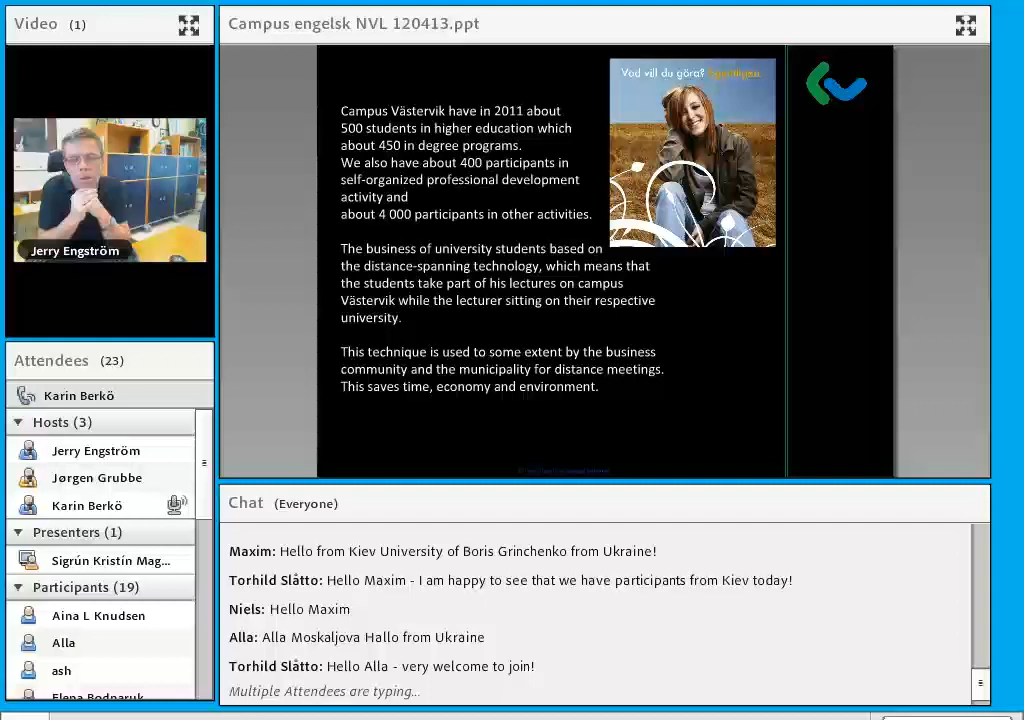 Video (1)
Jerry Engström
Attendees (23)
Karin Berkö
Hosts (3)
Jerry Engström
Jørgen Grubbe
Karin Berkö
Presenters (1)
Sigrún Kristín Mag...
Participants (19)
Aina L Knudsen
Alla
ash
Elena Bodnaruk
Campus engelsk NVL 120413.ppt
Campus Västervik have in 2011 about
500 students in higher education which
about 450 in degree programs.
We also have about 400 participants in
self-organized professional development
activity and
about 4 000 participants in other activities.
The business of university students based on
the distance-spanning technology, which means that
the students take part of his lectures on campus
Västervik while the lecturer sitting on their respective
university.
This technique is used to some extent by the business
community and the municipality for distance meetings.
This saves time, economy and environment.
Vad vill du göra?
Chat (Everyone)
Maxim: Hello from Kiev University of Boris Grinchenko from Ukraine!
Torhild Slåtto: Hello Maxim - I am happy to see that we have participants from Kiev today!
Niels: Hello Maxim
Alla: Alla Moskaljova Hallo from Ukraine
Torhild Slåtto: Hello Alla - very welcome to join!
Multiple Attendees are typing...